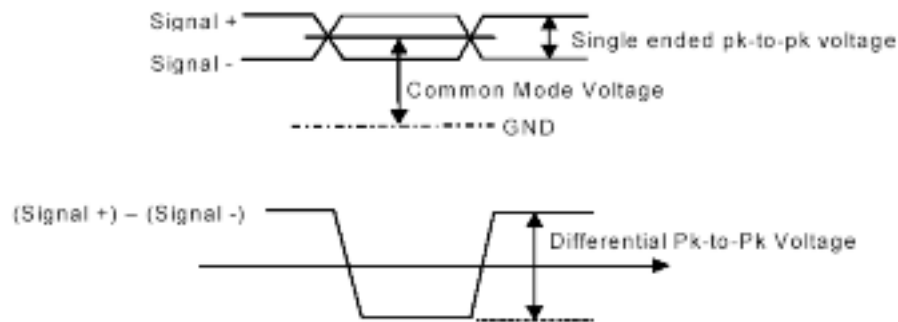 Signal +
Single ended pk-to-pk voltage
Signal -
Common Mode Voltage
GND
(Signal +) – (Signal -)
Differential Pk-to-Pk Voltage